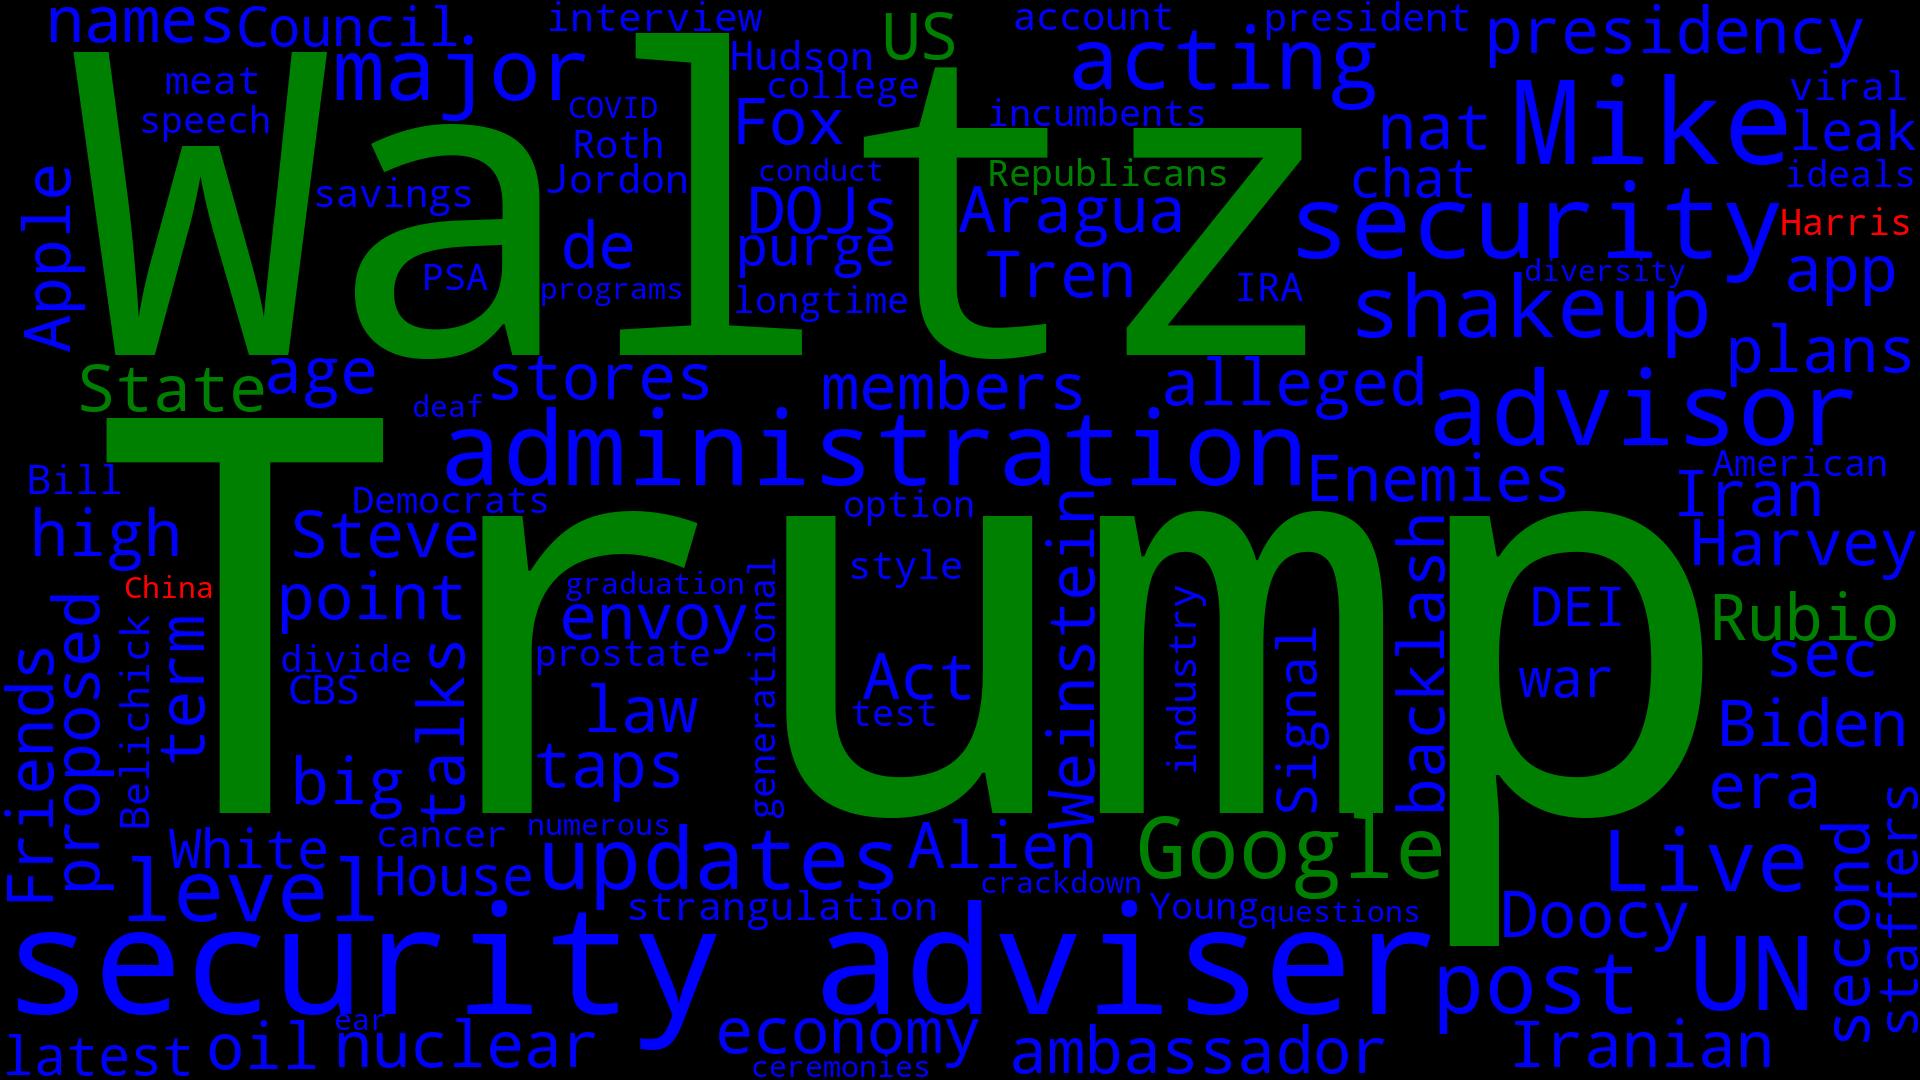 names
Council
interview
US
account
president
presidency
major
Hudson
acting
meat
college
Mike
viral
speech
COVID
Fox
incumbents
nat
leak
Waltz
Roth
conduct
Republicans
chat
ideals
Apple
savings
Jordon
DOJs
Aragua
security
Harris
de
purge
Tren
PSA
programs
longtime
IRA
diversity
app
shakeup
plans
State
age
stores
members
alleged
advisor
deaf
administration
Bill
Democrats
option
Enemies
American
Iran
high
Steve
Harvey
Trump
China
point
graduation
style
envoy
Weinstein
backlash
DEI
Rubio
Friends
proposed
Belichick
term
divide
CBS
talks
prostate
generational
Act
test
industry
Signal
war
sec
law
Biden
big
taps
era
White
cancer
numerous
level
House
updates
Alien
Google
Live
second
staffers
crackdown
strangulation
Young
questions
Doocy
security adviser
post
UN
latest
oil
ear
nuclear
economy
ceremonies
ambassador
Iranian